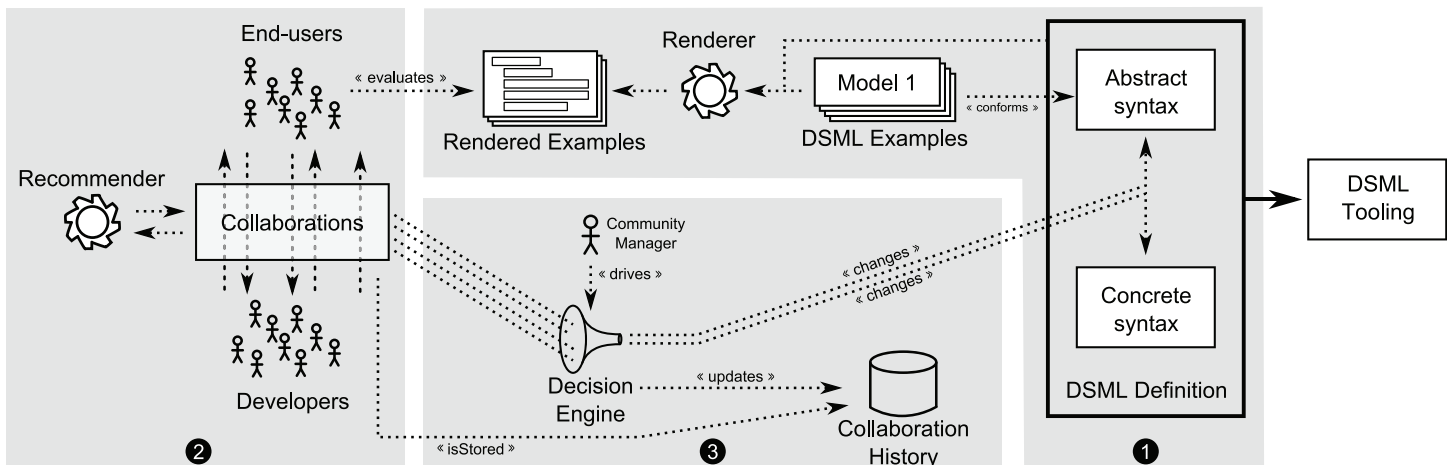 End-users
« evaluates »
Rendered Examples
Renderer
Model 1
DSML Examples
« conforms »
Abstract
syntax
DSML
Tooling
Recommender
Collaborations
Community
Manager
« drives »
« changes »
« changes »
Concrete
syntax
DSML Definition
Developers
Decision
Engine
« updates »
« isStored »
Collaboration
History
2
3
1